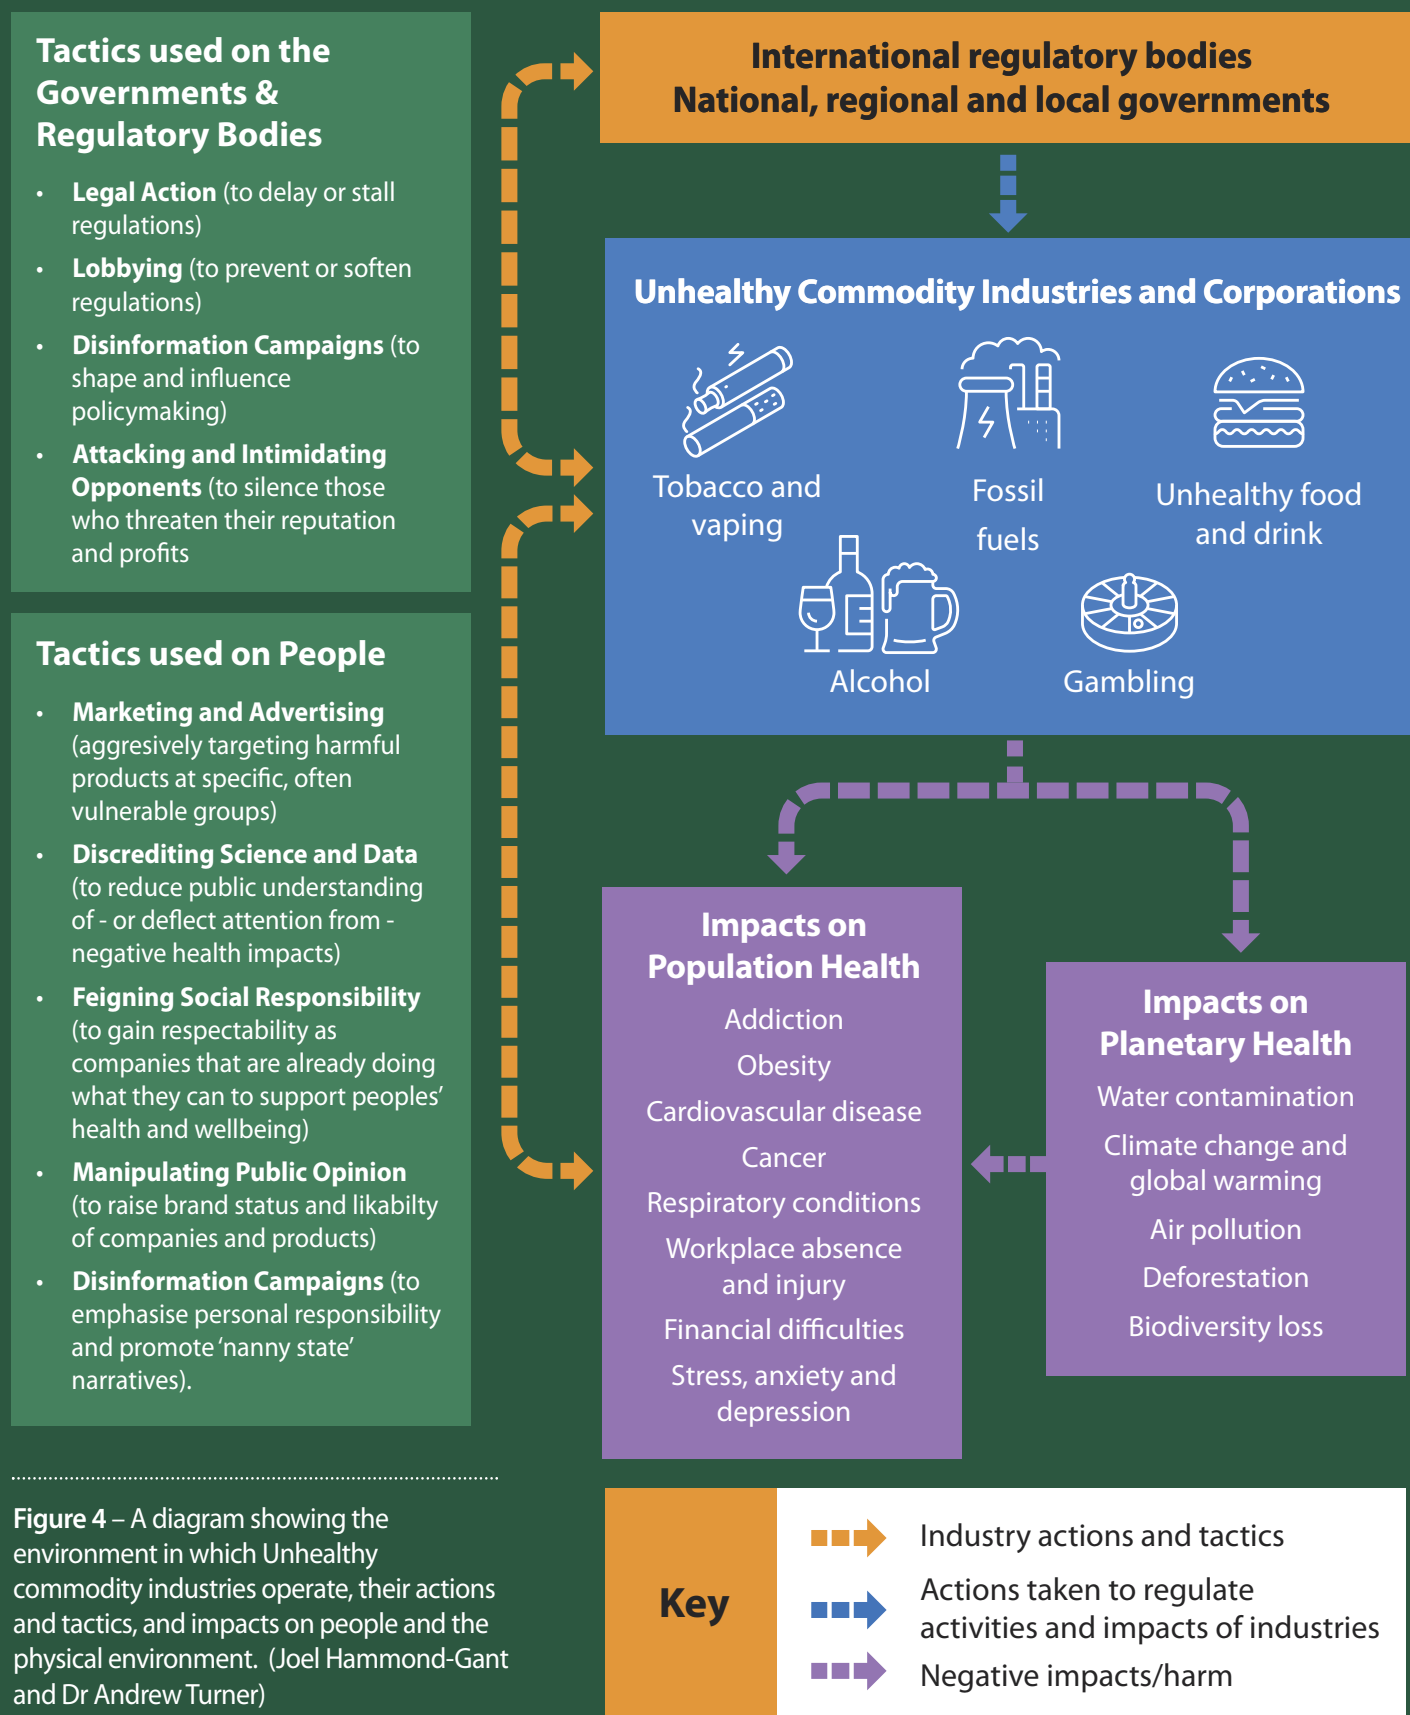 Tactics used on the
Governments &
Regulatory Bodies
• Legal Action (to delay or stall
regulations)
• Lobbying (to prevent or soften
regulations)
• Disinformation Campaigns (to
shape and influence
policymaking)
• Attacking and Intimidating
Opponents (to silence those
who threaten their reputation
and profits
Tactics used on People
• Marketing and Advertising
(aggresively targeting harmful
products at specific, often
vulnerable groups)
• Discrediting Science and Data
(to reduce public understanding
of - or deflect attention from -
negative health impacts)
• Feigning Social Responsibility
(to gain respectability as
companies that are already doing
what they can to support peoples’
health and wellbeing)
• Manipulating Public Opinion
(to raise brand status and likabilty
of companies and products)
• Disinformation Campaigns (to
emphasise personal responsibility
and promote ‘nanny state’
narratives).
International regulatory bodies
National, regional and local governments
Unhealthy Commodity Industries and Corporations
Tobacco and
vaping
Fossil
fuels
Unhealthy food
and drink
Alcohol
Gambling
Impacts on
Population Health
Addiction
Obesity
Cardiovascular disease
Cancer
Respiratory conditions
Workplace absence
and injury
Financial difficulties
Stress, anxiety and
depression
Impacts on
Planetary Health
Water contamination
Climate change and
global warming
Air pollution
Deforestation
Biodiversity loss
Figure 4 – A diagram showing the
environment in which Unhealthy
commodity industries operate, their actions
and tactics, and impacts on people and the
physical environment. (Joel Hammond-Gant
and Dr Andrew Turner)
Key
Industry actions and tactics
Actions taken to regulate
activities and impacts of industries
Negative impacts/harm